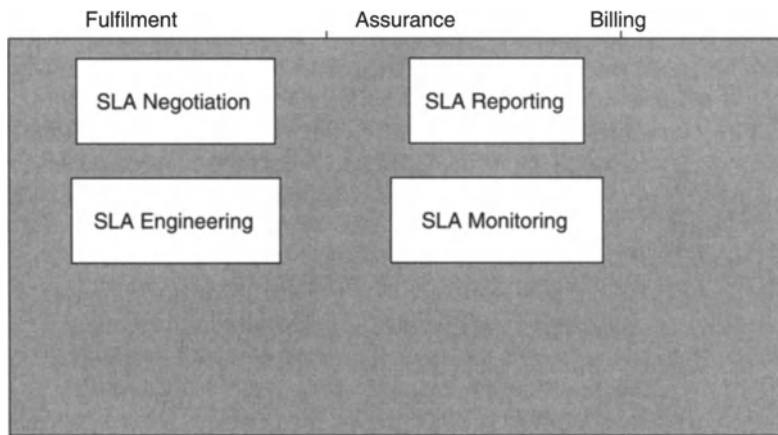 Fulfilment Assurance Billing
SLA Negotiation SLA Reporting
SLA Engineering SLA Monitoring